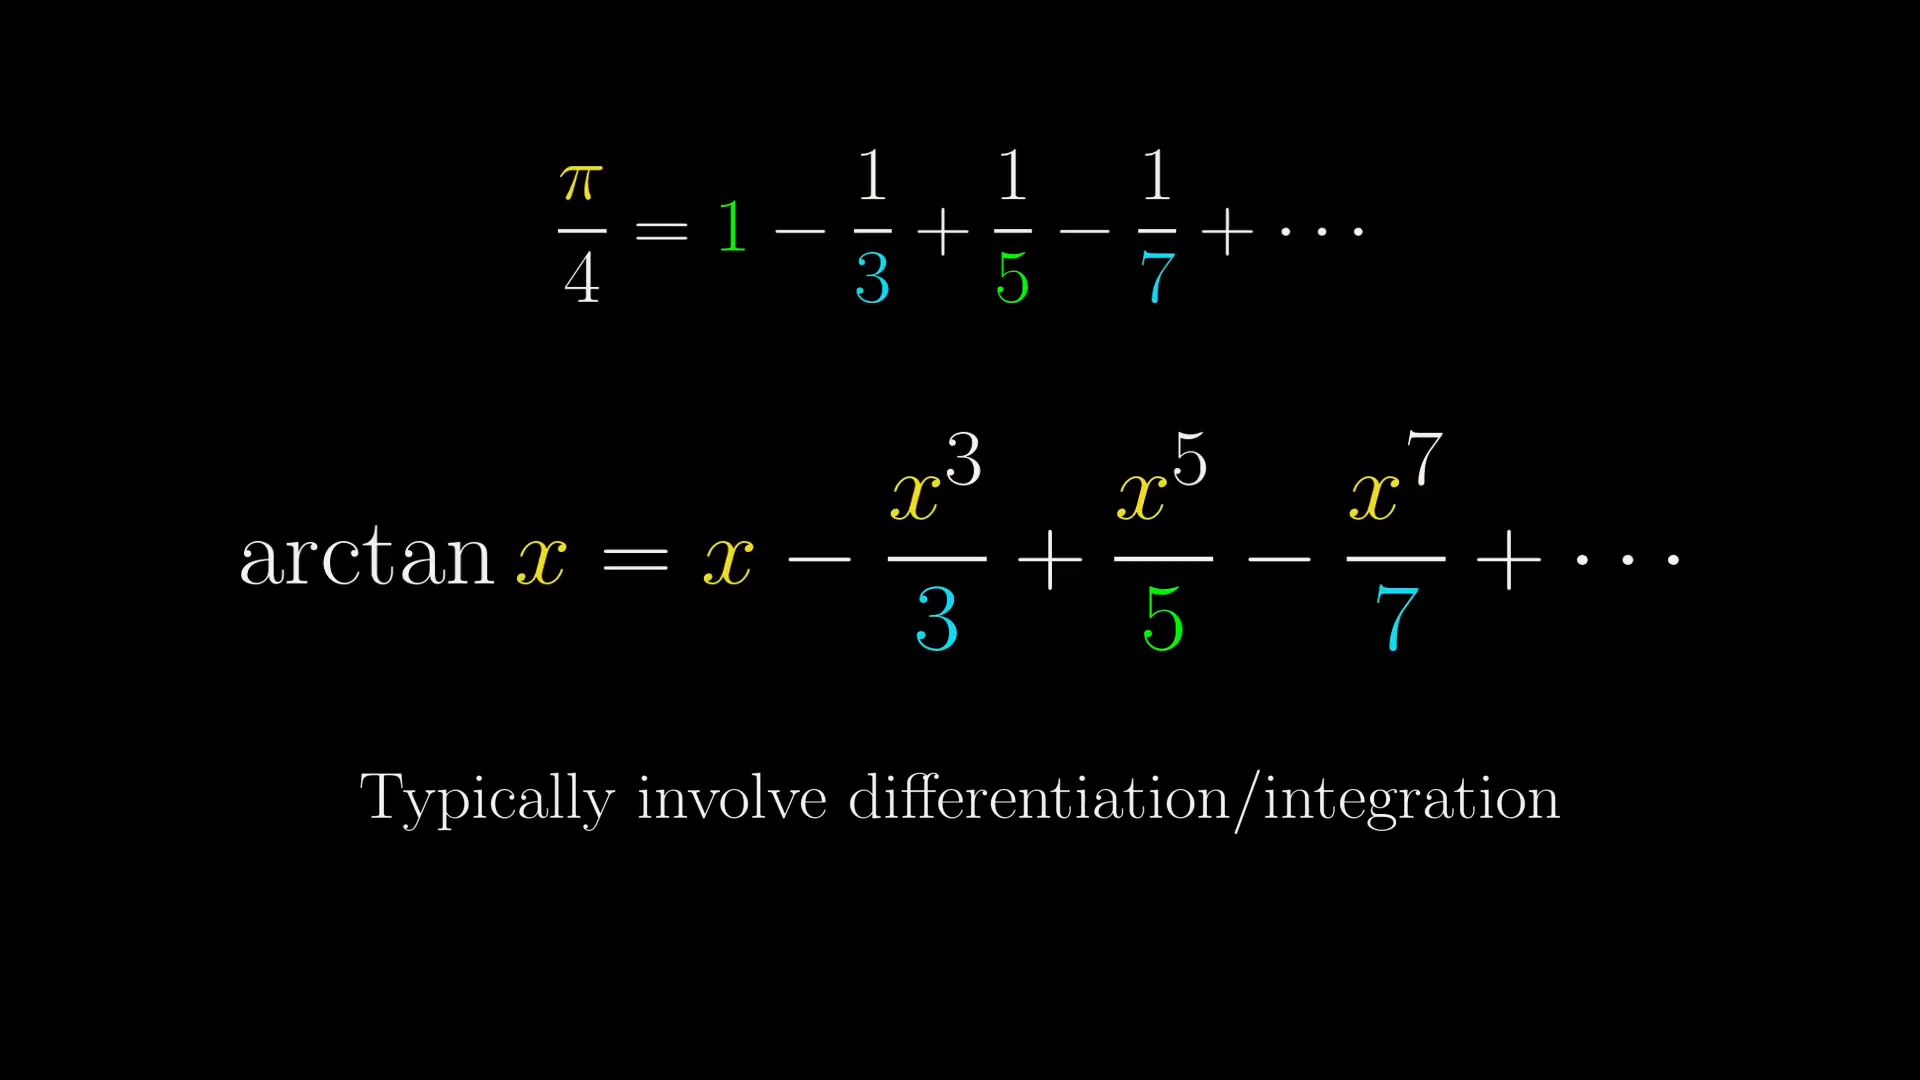 π/4 = 1 − 1/3 + 1/5 − 1/7 + ⋯
arctan x = x − x³/3 + x⁵/5 − x⁷/7 + ⋯
Typically involve differentiation/integration